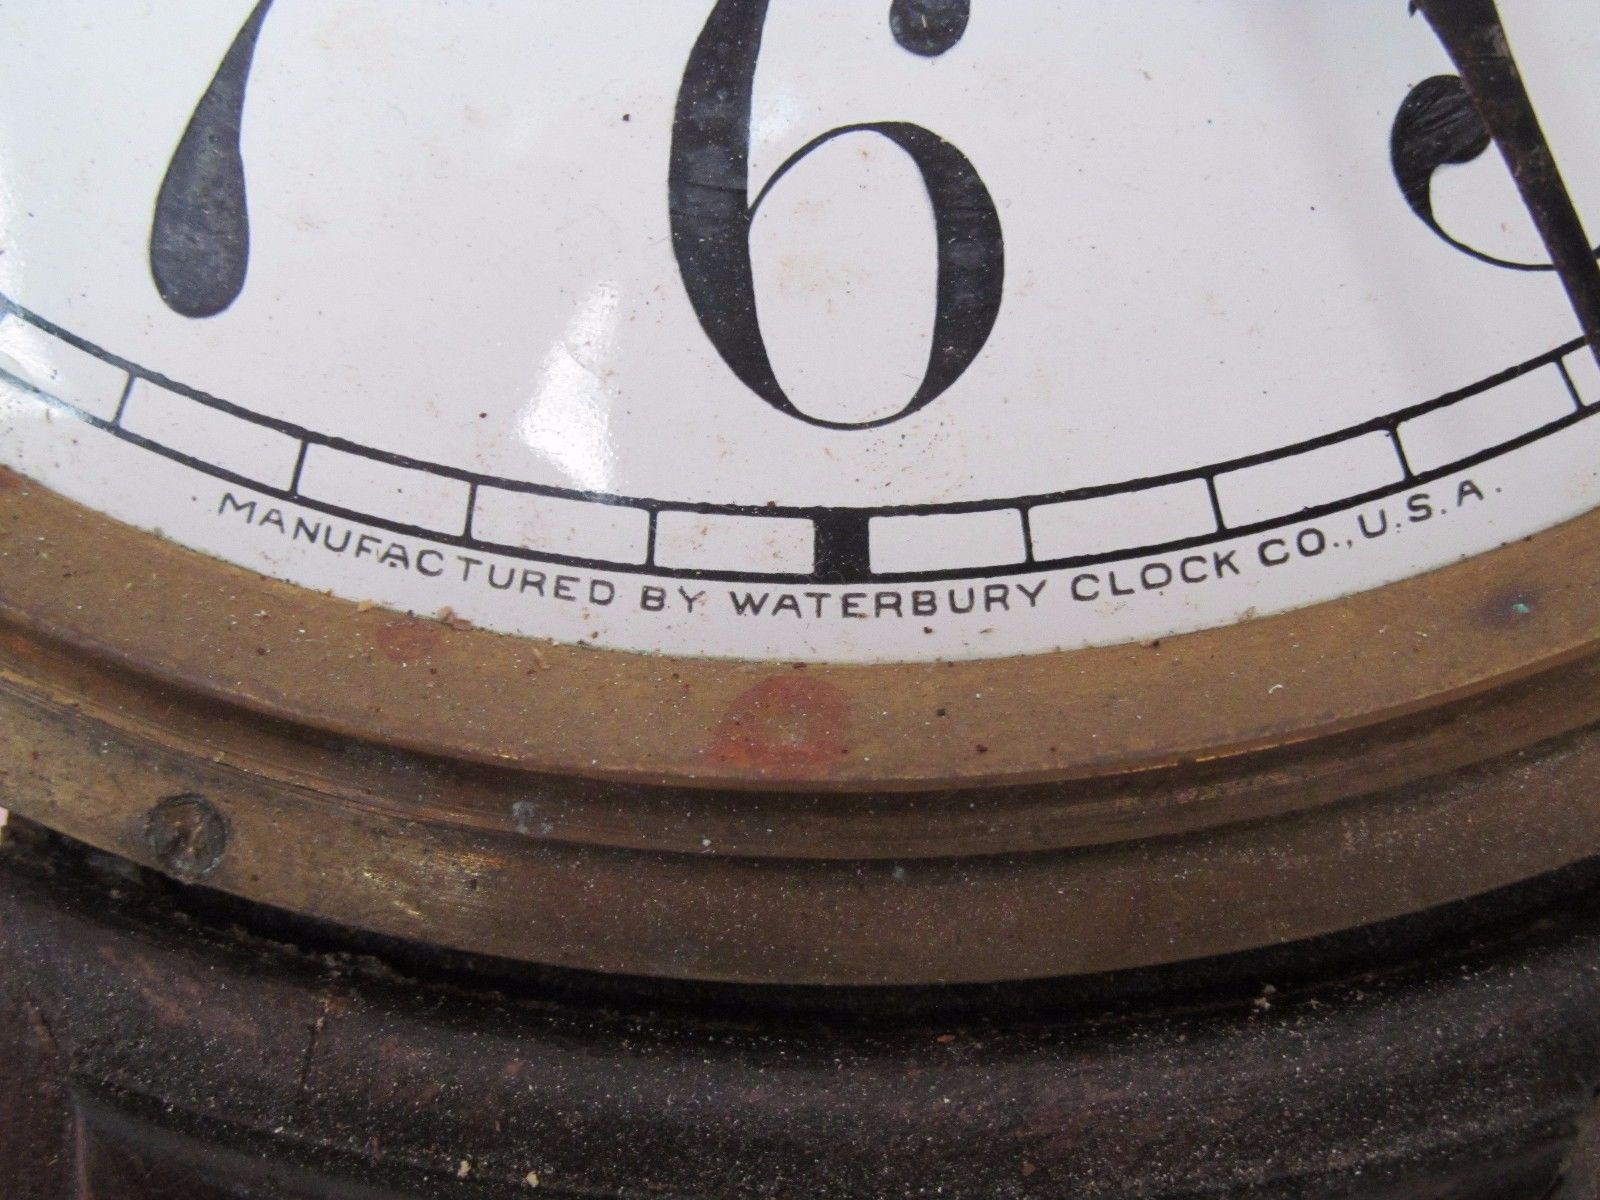 7 6 5
MANUFACTURED BY WATERBURY CLOCK CO., U.S.A.